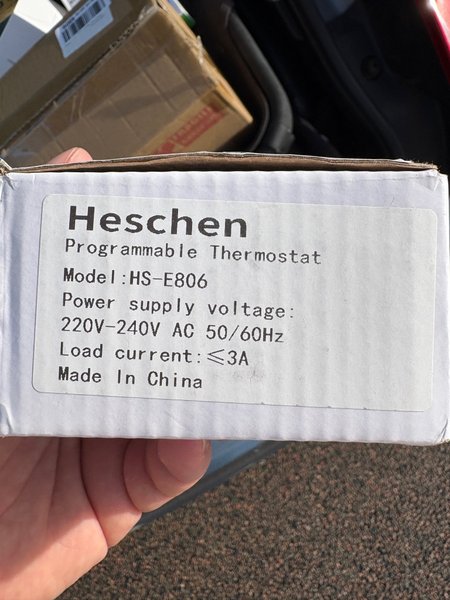 Heschen
Programmable Thermostat
Model:HS-E806
Power supply voltage:
220V-240V AC 50/60Hz
Load current:≤3A
Made In China